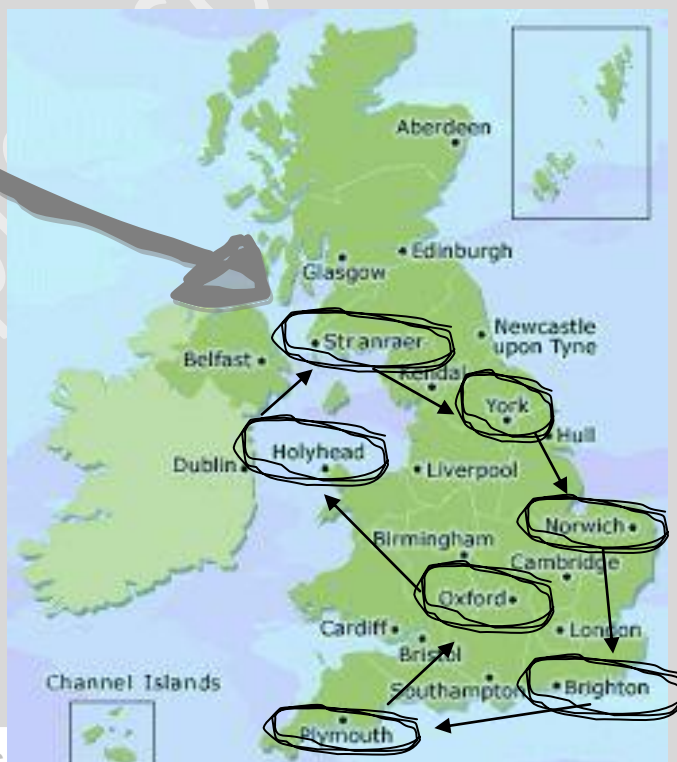 Aberdeen
Edinburgh
Glasgow
Newcastle
upon Tyne
Stranraer
Belfast
Kendal
York
Hull
Holyhead
Dublin
Liverpool
Norwich
Birmingham
Cambridge
Oxford
Cardiff
London
Bristol
Channel Islands
Southampton
Brighton
Plymouth